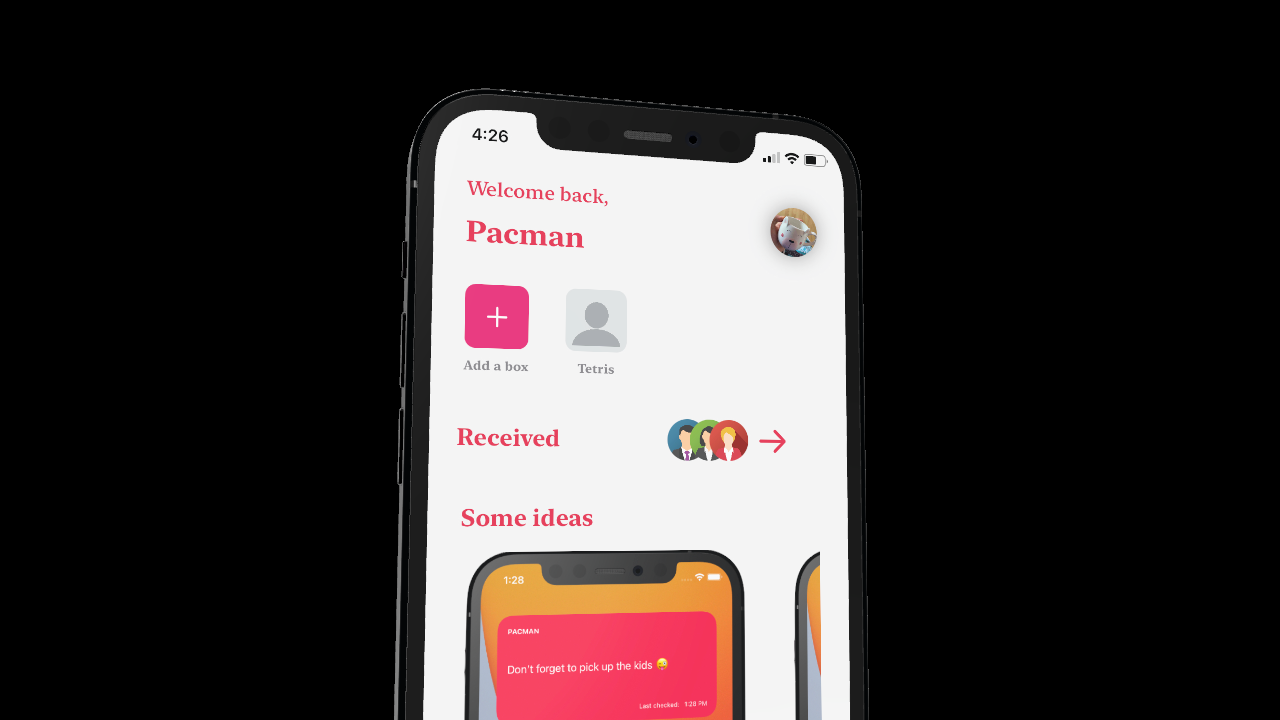 4:26
Welcome back,
Pacman
Add a box
Tetris
Received
Some ideas
1:28
PACMAN
Don't forget to pick up the kids 😜
Last checked: 1:28 PM